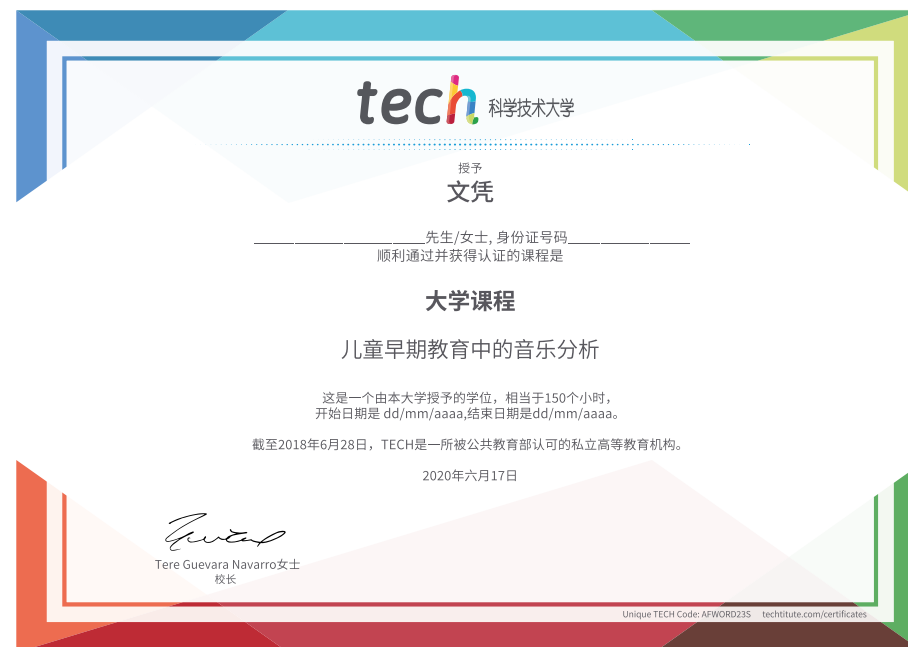 tech 科学技术大学
授予
文凭
先生/女士, 身份证号码
顺利通过并获得认证的课程是
大学课程
儿童早期教育中的音乐分析
这是一个由本大学授予的学位，相当于150个小时，
开始日期是 dd/mm/aaaa,结束日期是dd/mm/aaaa。
截至2018年6月28日，TECH是一所被公共教育部认可的私立高等教育机构。
2020年六月17日
Tere Guevara Navarro女士
校长
Unique TECH Code: AFWORD23S techtitute.com/certificates